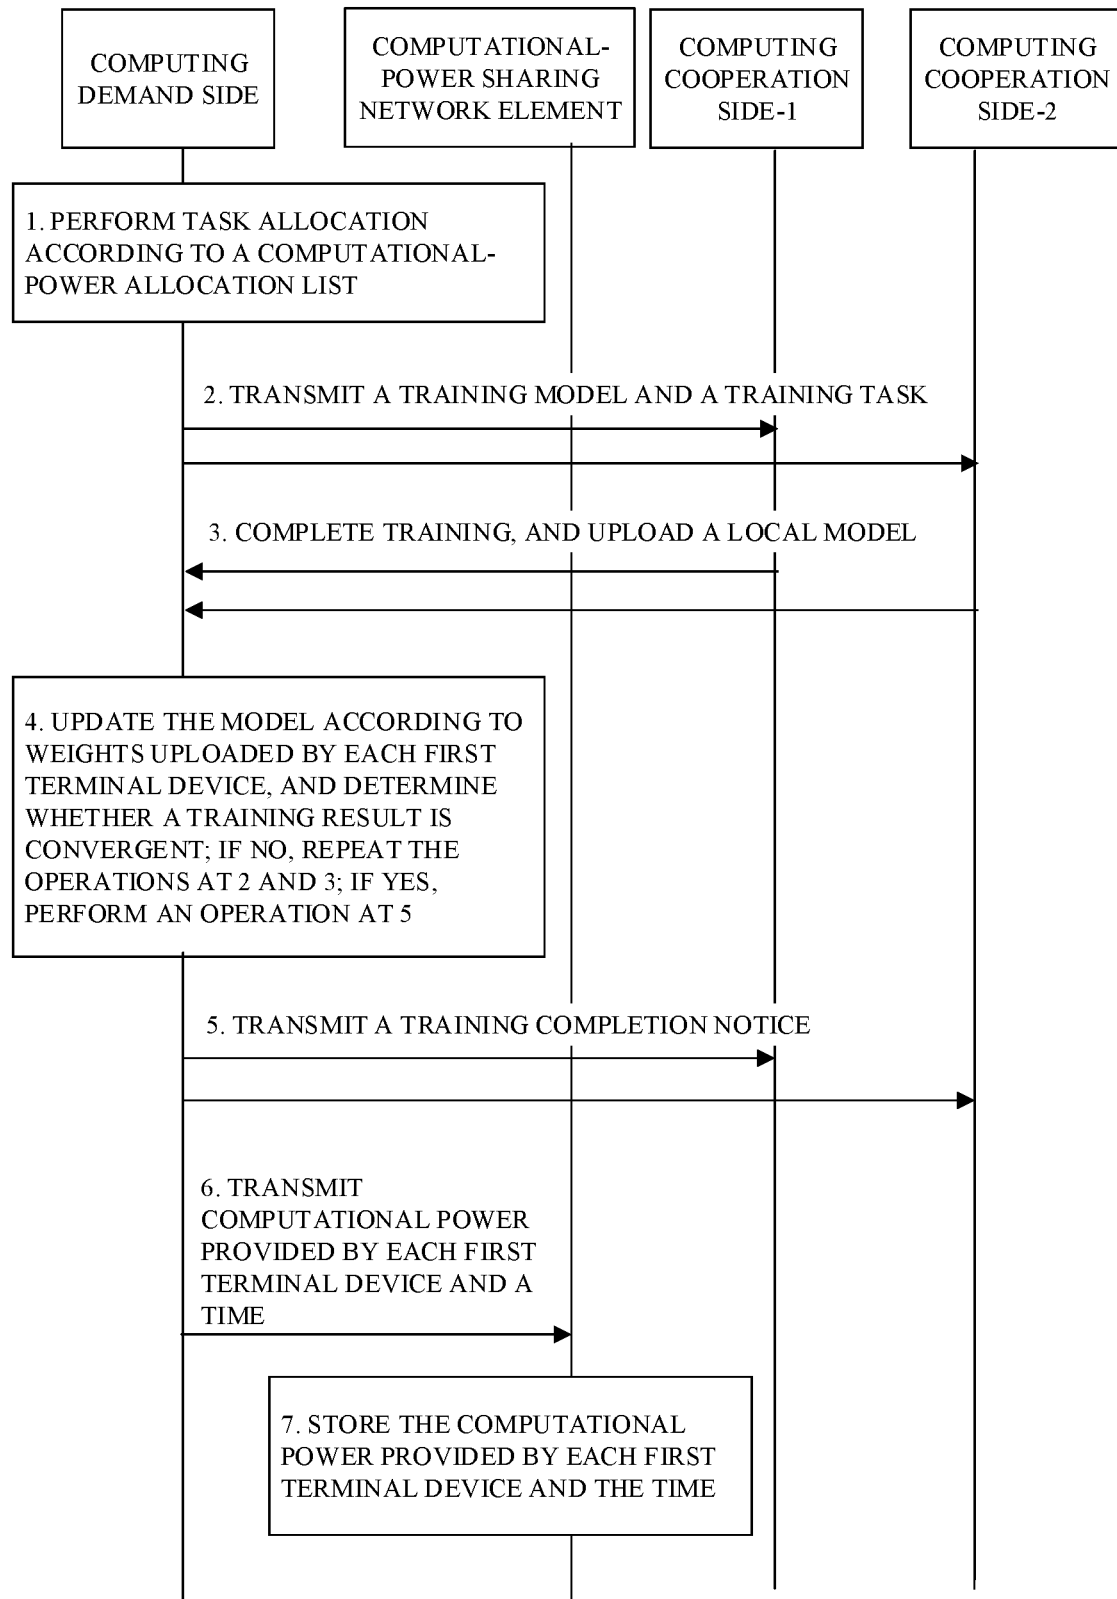 COMPUTING
DEMAND SIDE
COMPUTATIONAL-
POWER SHARING
NETWORK ELEMENT
COMPUTING
COOPERATION
SIDE-1
COMPUTING
COOPERATION
SIDE-2
1. PERFORM TASK ALLOCATION
ACCORDING TO A COMPUTATIONAL-
POWER ALLOCATION LIST
2. TRANSMIT A TRAINING MODEL AND A TRAINING TASK
3. COMPLETE TRAINING, AND UPLOAD A LOCAL MODEL
4. UPDATE THE MODEL ACCORDING TO
WEIGHTS UPLOADED BY EACH FIRST
TERMINAL DEVICE, AND DETERMINE
WHETHER A TRAINING RESULT IS
CONVERGENT; IF NO, REPEAT THE
OPERATIONS AT 2 AND 3; IF YES,
PERFORM AN OPERATION AT 5
5. TRANSMIT A TRAINING COMPLETION NOTICE
6. TRANSMIT
COMPUTATIONAL POWER
PROVIDED BY EACH FIRST
TERMINAL DEVICE AND A
TIME
7. STORE THE COMPUTATIONAL
POWER PROVIDED BY EACH FIRST
TERMINAL DEVICE AND THE TIME